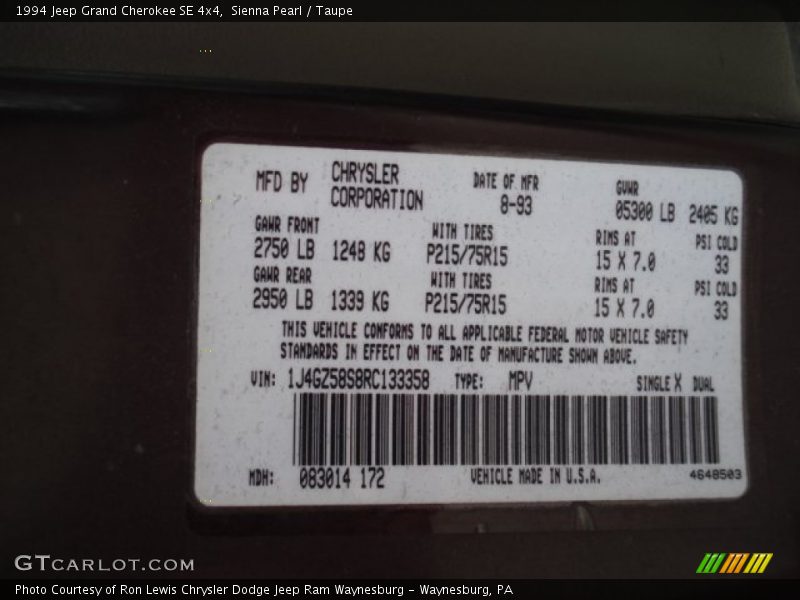 1994 Jeep Grand Cherokee SE 4x4,  Sienna Pearl / Taupe
MFD BY CHRYSLER CORPORATION DATE OF MFR 8-93 GVWR 05300 LB 2405 KG
GAWR FRONT WITH TIRES RIMS AT PSI COLD
2750 LB 1248 KG P215/75R15 15 X 7.0 33
GAWR REAR WITH TIRES RIMS AT PSI COLD
2950 LB 1339 KG P215/75R15 15 X 7.0 33
THIS VEHICLE CONFORMS TO ALL APPLICABLE FEDERAL MOTOR VEHICLE SAFETY
STANDARDS IN EFFECT ON THE DATE OF MANUFACTURE SHOWN ABOVE.
VIN: 1J4GZ58S8RC133358 TYPE: MPV SINGLE X DUAL
MDH: 083014 172 VEHICLE MADE IN U.S.A. 4648503
GTCARLOT.COM
Photo Courtesy of Ron Lewis Chrysler Dodge Jeep Ram Waynesburg - Waynesburg, PA